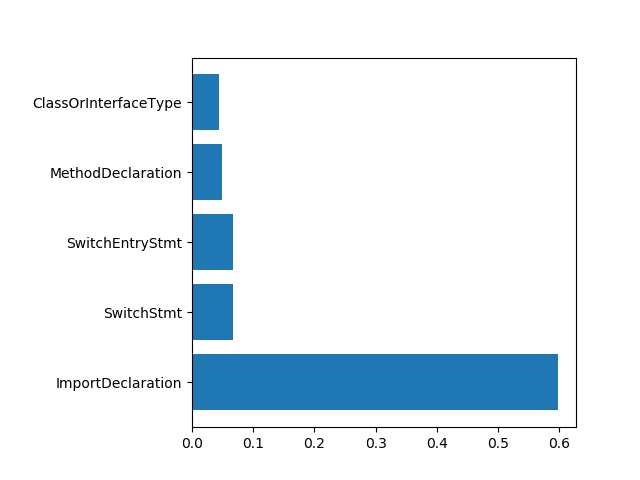 ClassOrInterfaceType
MethodDeclaration
SwitchEntryStmt
SwitchStmt
ImportDeclaration
0.0 0.1 0.2 0.3 0.4 0.5 0.6